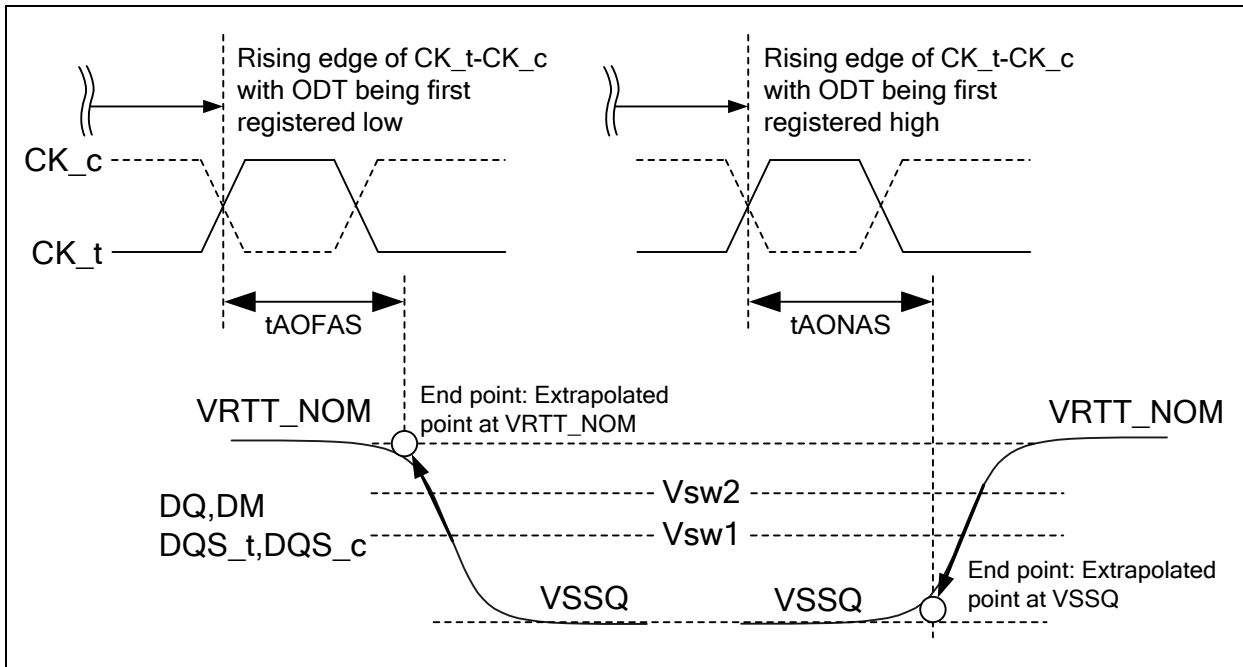 Rising edge of CK_t-CK_c
with ODT being first
registered low
Rising edge of CK_t-CK_c
with ODT being first
registered high
CK_c
CK_t
tAOFAS
tAONAS
VRTT_NOM
End point: Extrapolated
point at VRTT_NOM
VRTT_NOM
Vsw2
DQ,DM
Vsw1
DQS_t,DQS_c
VSSQ
VSSQ
End point: Extrapolated
point at VSSQ